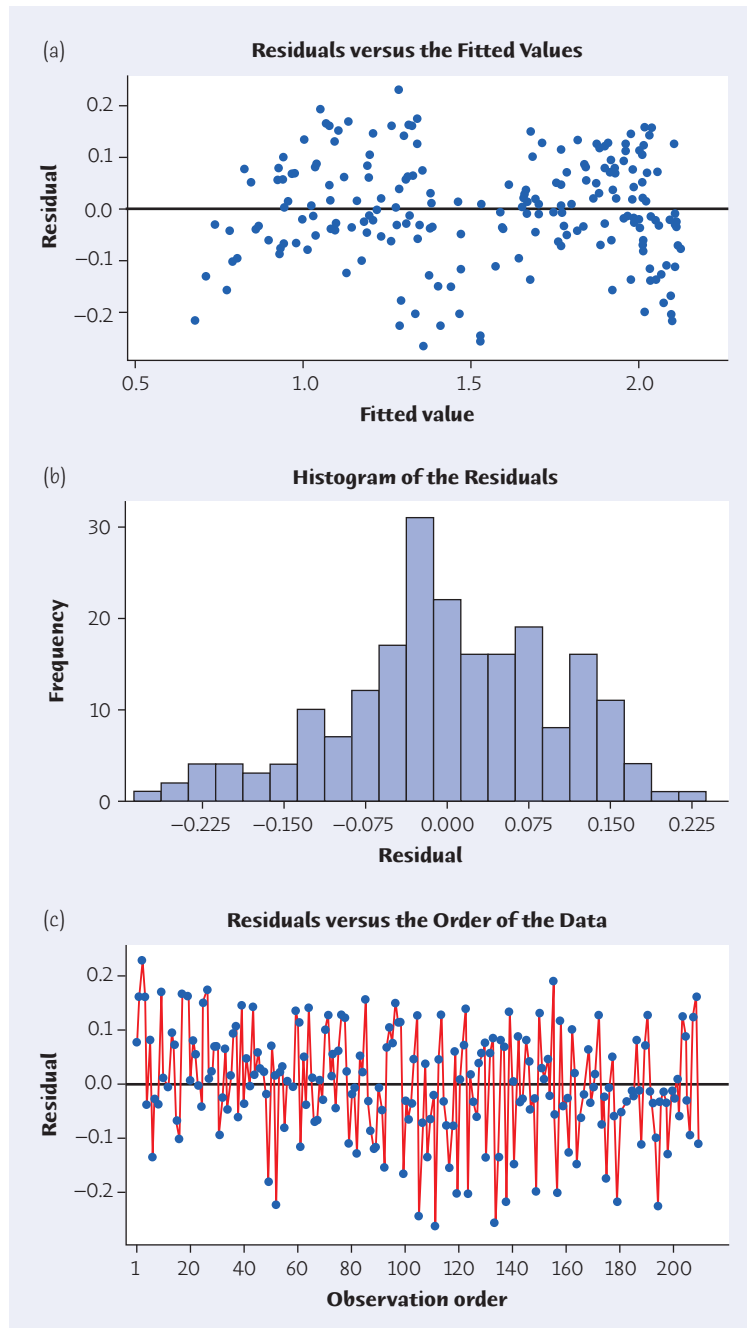 (a) Residuals versus the Fitted Values
0.2
0.1
0.0
−0.1
−0.2
Residual
0.5 1.0 1.5 2.0
Fitted value
(b) Histogram of the Residuals
30
20
10
0
Frequency
−0.225 −0.150 −0.075 0.000 0.075 0.150 0.225
Residual
(c) Residuals versus the Order of the Data
0.2
0.1
0.0
−0.1
−0.2
Residual
1 20 40 60 80 100 120 140 160 180 200
Observation order